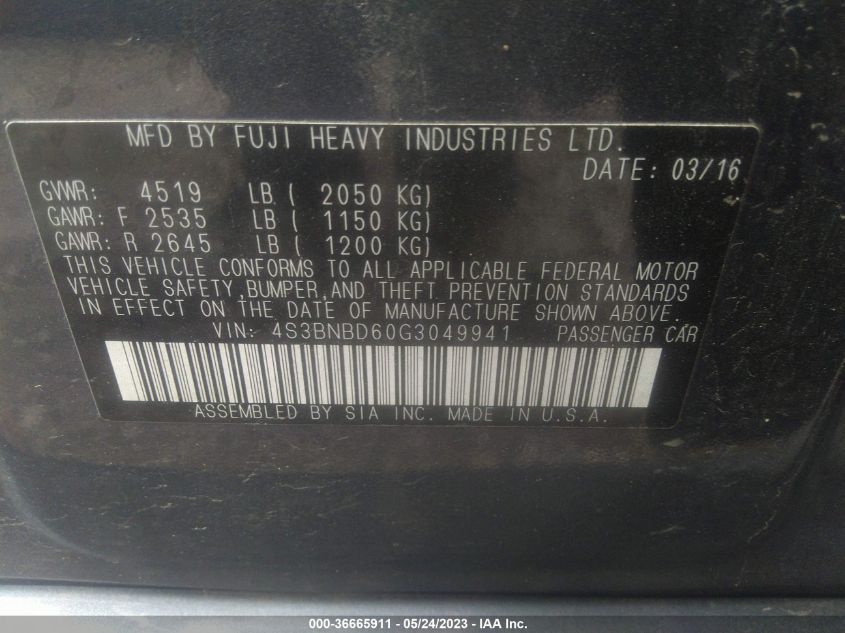 MFD BY FUJI HEAVY INDUSTRIES LTD.
DATE: 03/16
GVWR: 4519 LB ( 2050 KG)
GAWR: F 2535 LB ( 1150 KG)
GAWR: R 2645 LB ( 1200 KG)
THIS VEHICLE CONFORMS TO ALL APPLICABLE FEDERAL MOTOR
VEHICLE SAFETY,BUMPER,AND THEFT PREVENTION STANDARDS
IN EFFECT ON THE DATE OF MANUFACTURE SHOWN ABOVE.
VIN: 4S3BNBD60G3049941 PASSENGER CAR
ASSEMBLED BY SIA INC. MADE IN U.S.A.
000-36665911 - 05/24/2023 - IAA Inc.